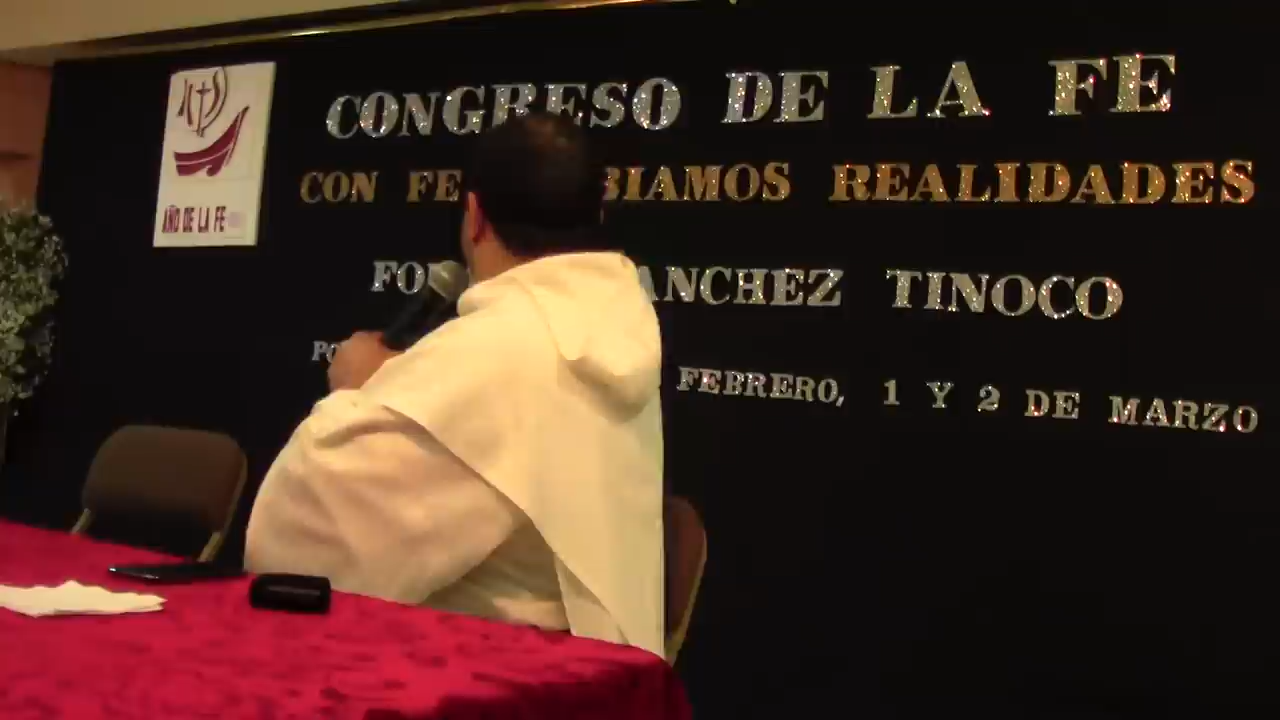 AÑO DE LA FE
CONGRESO DE LA FE
CON FE BIAMOS REALIDADES
FO ANCHEZ TINOCO
PO FEBRERO, 1 Y 2 DE MARZO